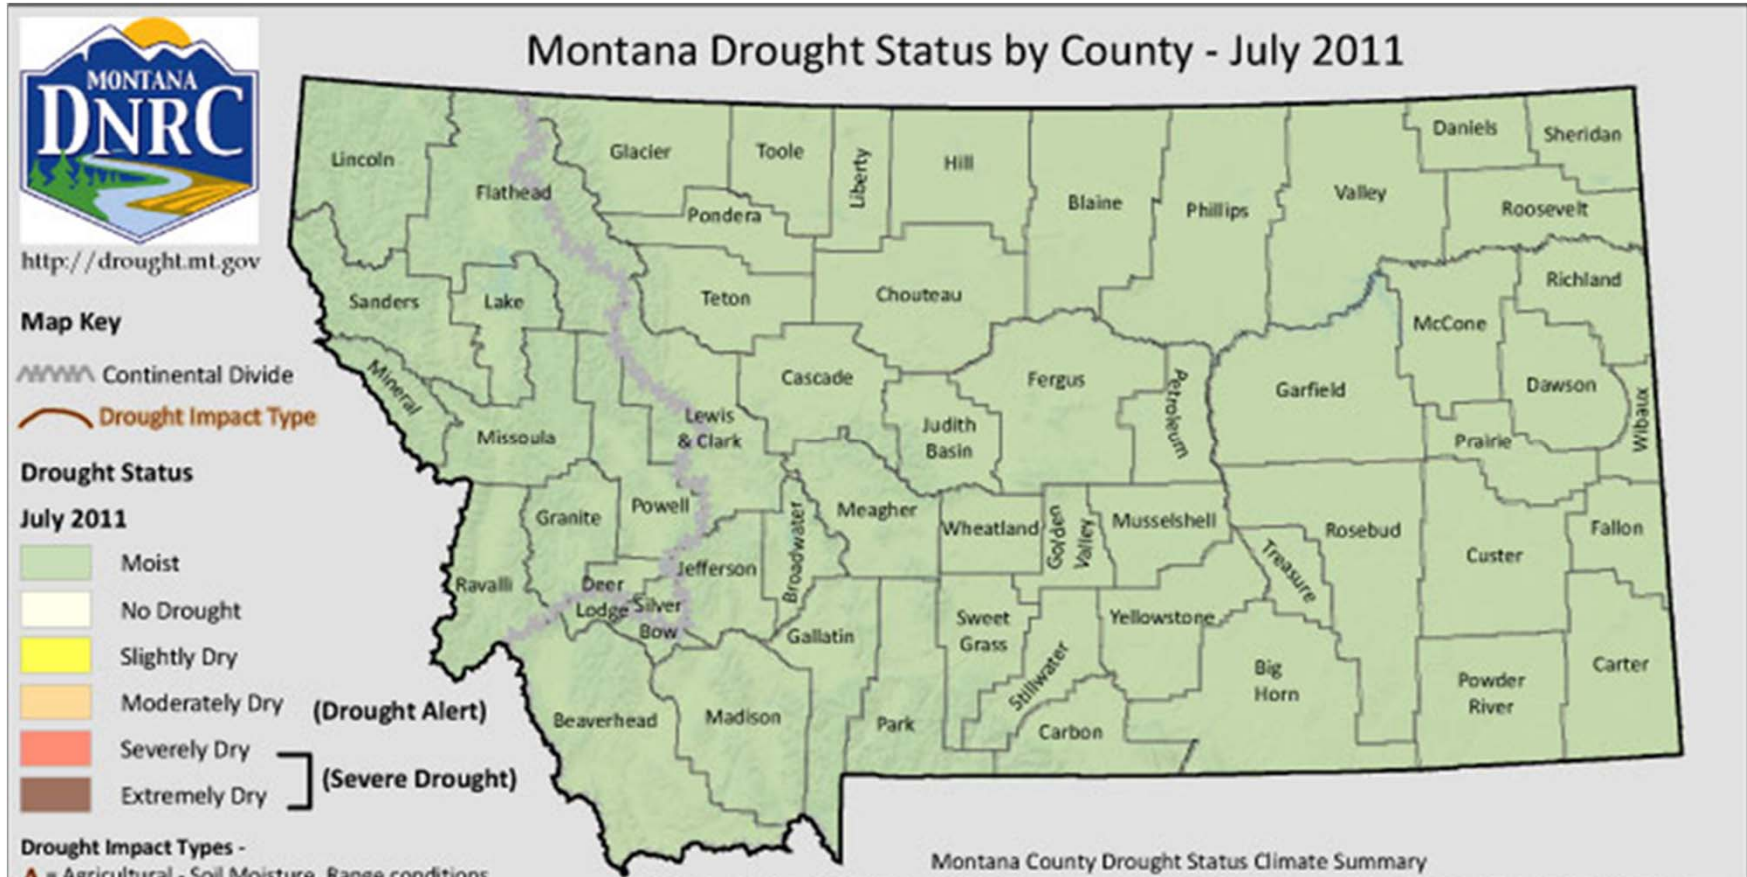 Montana Drought Status by County - July 2011
MONTANA
DNRC
http://drought.mt.gov
Map Key
Continental Divide
Drought Impact Type
Drought Status
July 2011
Moist
No Drought
Slightly Dry
Moderately Dry (Drought Alert)
Severely Dry
(Severe Drought)
Extremely Dry
Drought Impact Types -
A = Agricultural - Soil Moisture, Range conditions
Lincoln
Flathead
Glacier
Toole
Liberty
Hill
Blaine
Phillips
Valley
Daniels
Sheridan
Roosevelt
Pondera
Sanders
Lake
Teton
Chouteau
Richland
McCone
Mineral
Missoula
Lewis
& Clark
Cascade
Judith
Basin
Fergus
Petroleum
Garfield
Dawson
Prairie
Wibaux
Granite
Powell
Ravalli
Deer
Lodge
Silver
Bow
Jefferson
Broadwater
Meagher
Wheatland
Golden
Valley
Musselshell
Treasure
Rosebud
Custer
Fallon
Beaverhead
Madison
Gallatin
Park
Sweet
Grass
Stillwater
Yellowstone
Carbon
Big
Horn
Powder
River
Carter
Montana County Drought Status Climate Summary